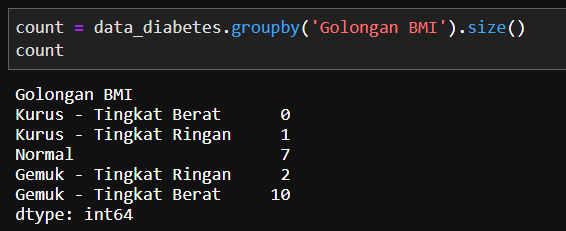 count = data_diabetes.groupby('Golongan BMI').size()
count
Golongan BMI
Kurus - Tingkat Berat      0
Kurus - Tingkat Ringan     1
Normal                     7
Gemuk - Tingkat Ringan     2
Gemuk - Tingkat Berat     10
dtype: int64